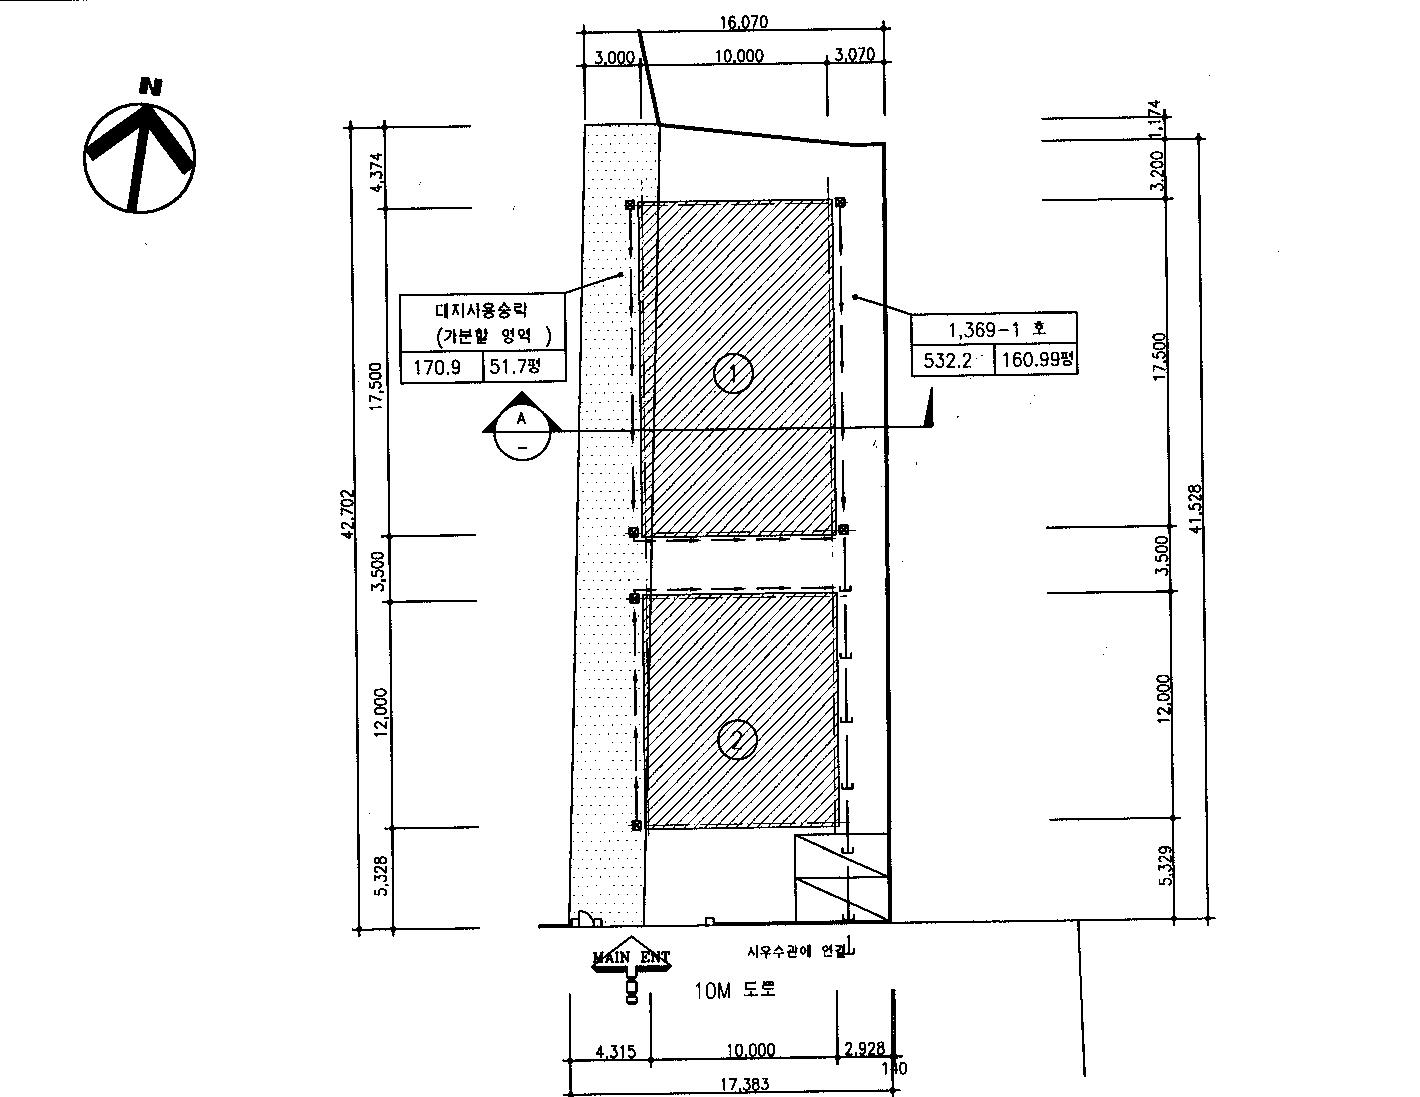 16,070
3,000 10,000 3,070
N
1,174
4,374
3,200
대지사용승락
(가분할 영역 )
170.9 51.7평
1,369-1 호
532.2 160.99평
17,500
17,500
1
A
-
42,702
41,528
3,500
3,500
12,000
12,000
2
5,328
5,329
MAIN ENT
시우수관에 연결
10M 도로
4,315 10,000 2,928
140
17,383